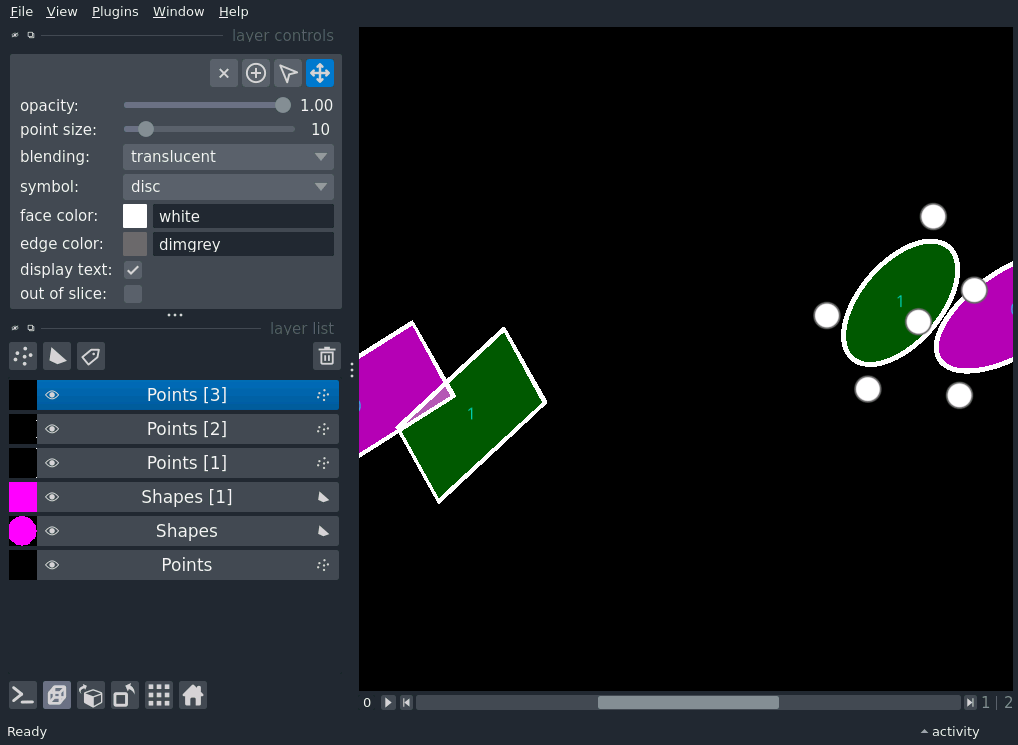 File View Plugins Window Help
layer controls
opacity: 1.00
point size: 10
blending: translucent
symbol: disc
face color: white
edge color: dimgrey
display text:
out of slice:
layer list
Points [3]
Points [2]
Points [1]
Shapes [1]
Shapes
Points
1
1
0 1 | 2
Ready activity